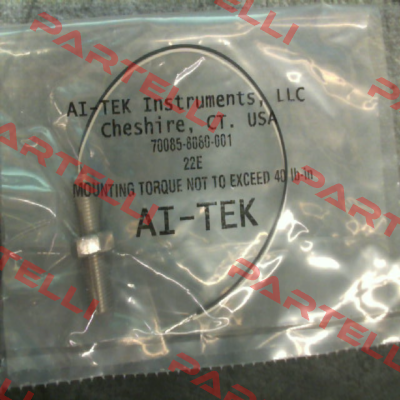 PARTELLI
AI-TEK Instruments, LLC
Cheshire, CT. USA
70085-8080-001
22E
MOUNTING TORQUE NOT TO EXCEED 40 lb-in
AI-TEK
PARTELLI
PARTELLI
PARTELLI
PARTELLI